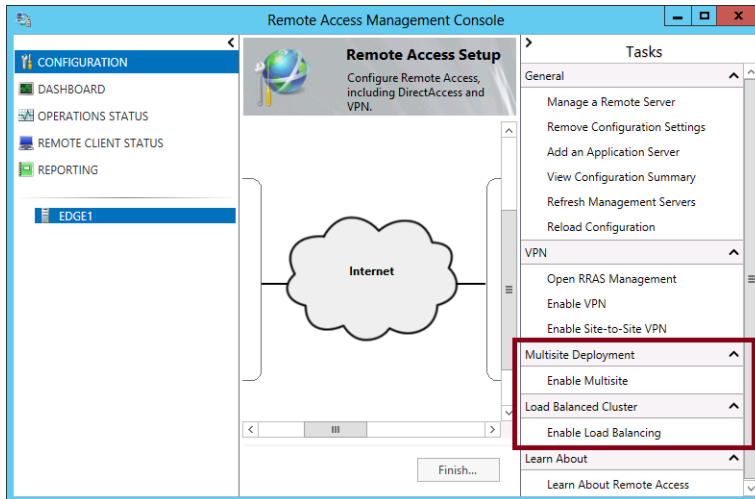 Remote Access Management Console
CONFIGURATION
DASHBOARD
OPERATIONS STATUS
REMOTE CLIENT STATUS
REPORTING
EDGE1
Remote Access Setup
Configure Remote Access,
including DirectAccess and
VPN.
Internet
Finish...
Tasks
General
Manage a Remote Server
Remove Configuration Settings
Add an Application Server
View Configuration Summary
Refresh Management Servers
Reload Configuration
VPN
Open RRAS Management
Enable VPN
Enable Site-to-Site VPN
Multisite Deployment
Enable Multisite
Load Balanced Cluster
Enable Load Balancing
Learn About
Learn About Remote Access